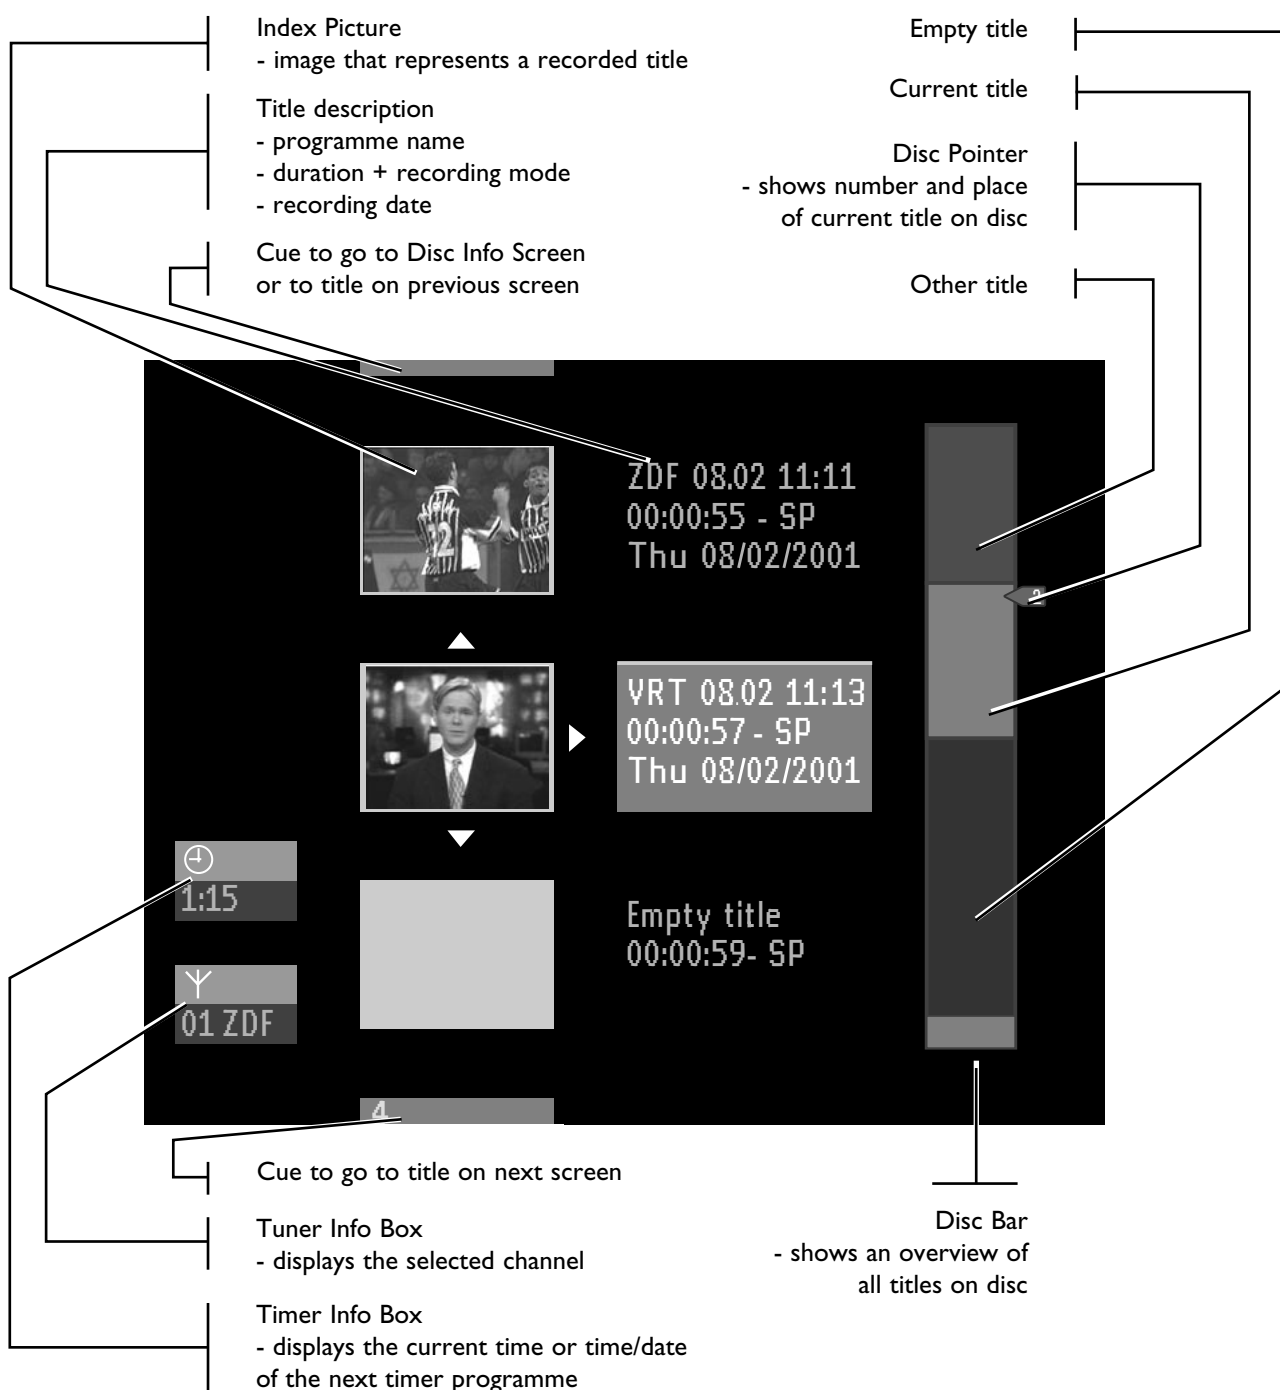 Index Picture
- image that represents a recorded title
Title description
- programme name
- duration + recording mode
- recording date
Cue to go to Disc Info Screen
or to title on previous screen
Empty title
Current title
Disc Pointer
- shows number and place
of current title on disc
Other title
ZDF 08.02 11:11
00:00:55 - SP
Thu 08/02/2001
32
2
VRT 08.02 11:13
00:00:57 - SP
Thu 08/02/2001
1:15
Empty title
00:00:59- SP
01 ZDF
4
Cue to go to title on next screen
Tuner Info Box
- displays the selected channel
Timer Info Box
- displays the current time or time/date
of the next timer programme
Disc Bar
- shows an overview of
all titles on disc